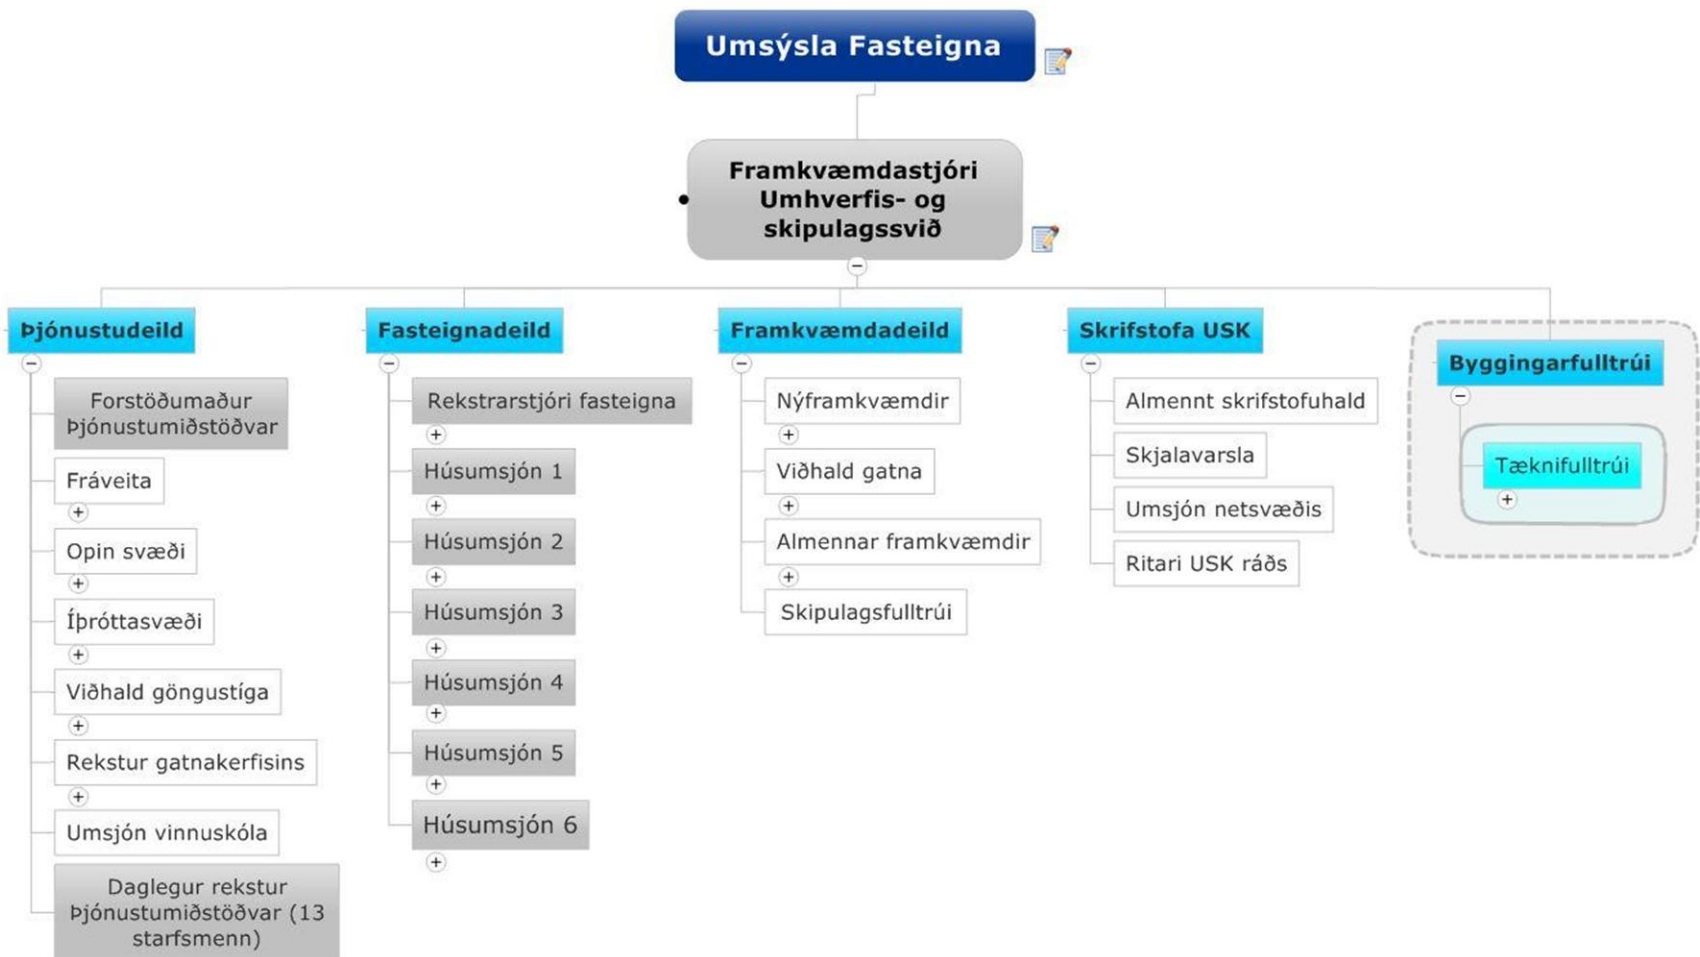 Umsýsla Fasteigna
Framkvæmdastjóri
Umhverfis- og
skipulagssvið
Þjónustudeild
Forstöðumaður
Þjónustumiðstöðvar
Fráveita
Opin svæði
Íþróttasvæði
Viðhald göngustíga
Rekstur gatnakerfisins
Umsjón vinnuskóla
Daglegur rekstur
Þjónustumiðstöðvar (13
starfsmenn)
Fasteignadeild
Rekstrarstjóri fasteigna
Húsumsjón 1
Húsumsjón 2
Húsumsjón 3
Húsumsjón 4
Húsumsjón 5
Húsumsjón 6
Framkvæmdadeild
Nýframkvæmdir
Viðhald gatna
Almennar framkvæmdir
Skipulagsfulltrúi
Skrifstofa USK
Almennt skrifstofuhald
Skjalavarsla
Umsjón netsvæðis
Ritari USK ráðs
Byggingarfulltrúi
Tæknifulltrúi